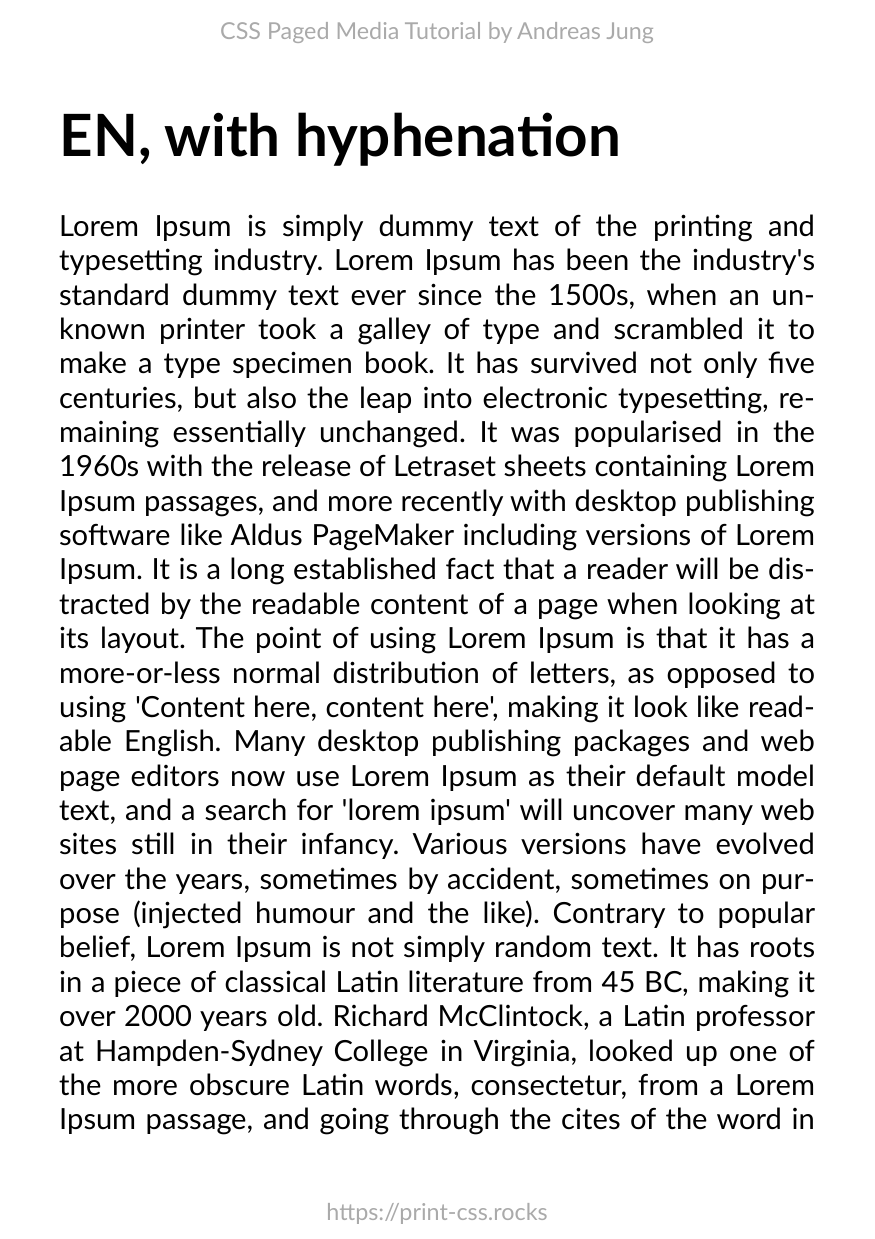 CSS Paged Media Tutorial by Andreas Jung
EN, with hyphenation
Lorem Ipsum is simply dummy text of the printing and
typesetting industry. Lorem Ipsum has been the industry's
standard dummy text ever since the 1500s, when an un-
known printer took a galley of type and scrambled it to
make a type specimen book. It has survived not only five
centuries, but also the leap into electronic typesetting, re-
maining essentially unchanged. It was popularised in the
1960s with the release of Letraset sheets containing Lorem
Ipsum passages, and more recently with desktop publishing
software like Aldus PageMaker including versions of Lorem
Ipsum. It is a long established fact that a reader will be dis-
tracted by the readable content of a page when looking at
its layout. The point of using Lorem Ipsum is that it has a
more-or-less normal distribution of letters, as opposed to
using 'Content here, content here', making it look like read-
able English. Many desktop publishing packages and web
page editors now use Lorem Ipsum as their default model
text, and a search for 'lorem ipsum' will uncover many web
sites still in their infancy. Various versions have evolved
over the years, sometimes by accident, sometimes on pur-
pose (injected humour and the like). Contrary to popular
belief, Lorem Ipsum is not simply random text. It has roots
in a piece of classical Latin literature from 45 BC, making it
over 2000 years old. Richard McClintock, a Latin professor
at Hampden-Sydney College in Virginia, looked up one of
the more obscure Latin words, consectetur, from a Lorem
Ipsum passage, and going through the cites of the word in
https://print-css.rocks